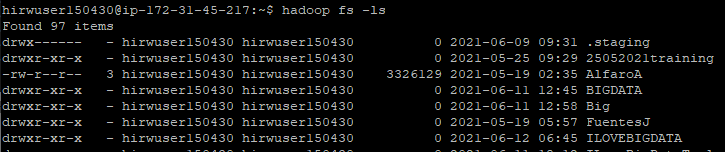 hirwuser150430@ip-172-31-45-217:~$ hadoop fs -ls
Found 97 items
drwx------   - hirwuser150430 hirwuser150430          0 2021-06-09 09:31 .staging
drwxr-xr-x   - hirwuser150430 hirwuser150430          0 2021-05-25 09:29 2505202ltraining
-rw-r--r--   3 hirwuser150430 hirwuser150430    3326129 2021-05-19 02:35 AlfaroA
drwxr-xr-x   - hirwuser150430 hirwuser150430          0 2021-06-11 12:45 BIGDATA
drwxr-xr-x   - hirwuser150430 hirwuser150430          0 2021-06-11 12:58 Big
drwxr-xr-x   - hirwuser150430 hirwuser150430          0 2021-05-19 05:57 FuentesJ
drwxr-xr-x   - hirwuser150430 hirwuser150430          0 2021-06-12 06:45 ILOVEBIGDATA